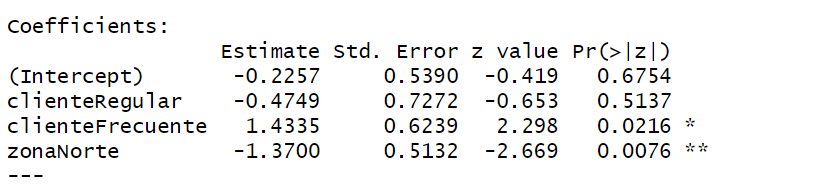 Coefficients:
Estimate Std. Error z value Pr(>|z|)
(Intercept) -0.2257 0.5390 -0.419 0.6754
clienteRegular -0.4749 0.7272 -0.653 0.5137
clienteFrecuente 1.4335 0.6239 2.298 0.0216 *
zonaNorte -1.3700 0.5132 -2.669 0.0076 **
---